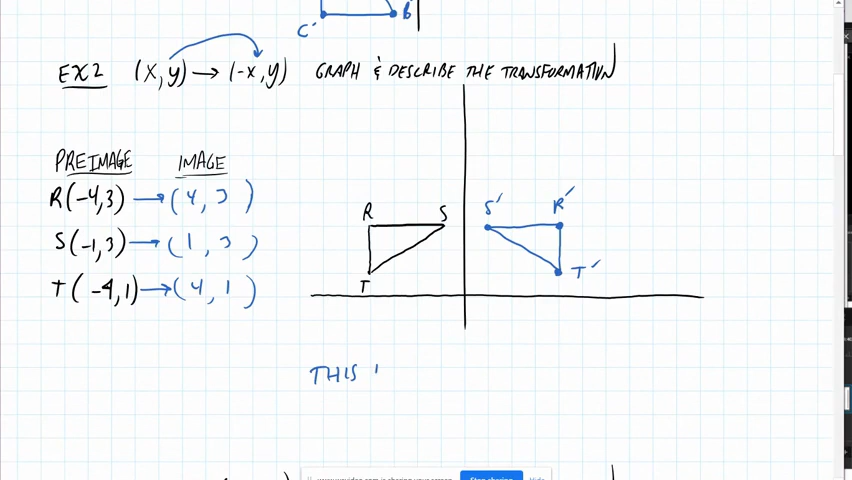 C' B'
EX2 (X,y) → (-x,y) GRAPH & DESCRIBE THE TRANSFORMATION
PREIMAGE IMAGE
R(-4,3) → (4, 3)
S(-1,3) → (1, 3)
T(-4,1) → (4, 1)
R S S' R'
T T'
THIS I
Stop sharing Hide